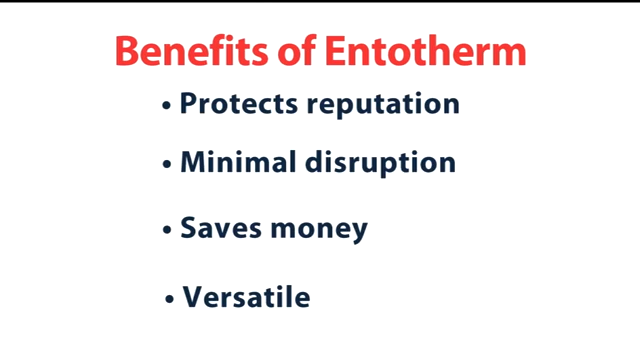 Benefits of Entotherm
• Protects reputation
• Minimal disruption
• Saves money
• Versatile